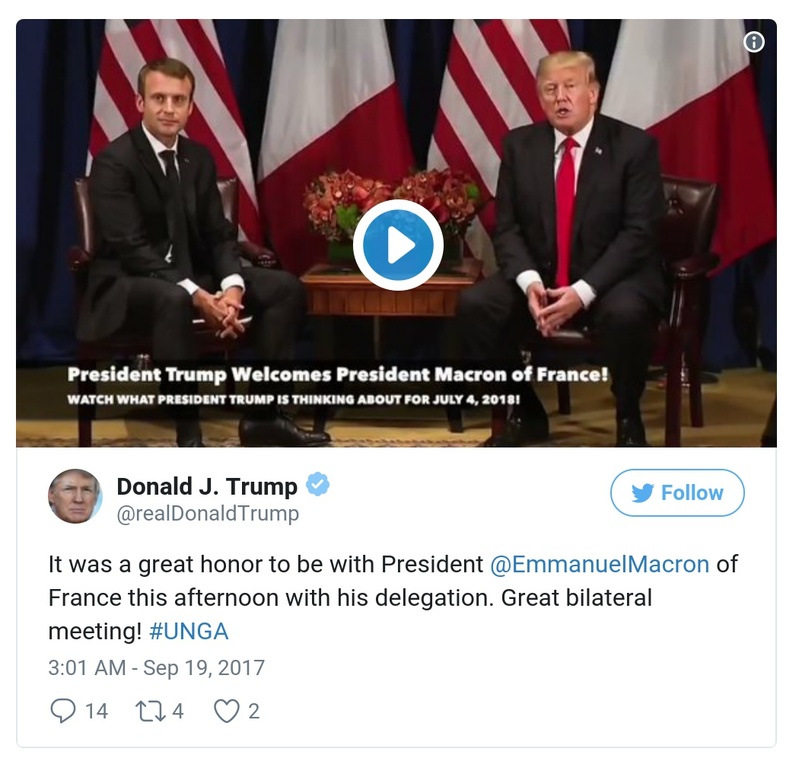 President Trump Welcomes President Macron of France!
WATCH WHAT PRESIDENT TRUMP IS THINKING ABOUT FOR JULY 4, 2018!
Donald J. Trump
@realDonaldTrump
Follow
It was a great honor to be with President @EmmanuelMacron of
France this afternoon with his delegation. Great bilateral
meeting! #UNGA
3:01 AM - Sep 19, 2017
14 4 2